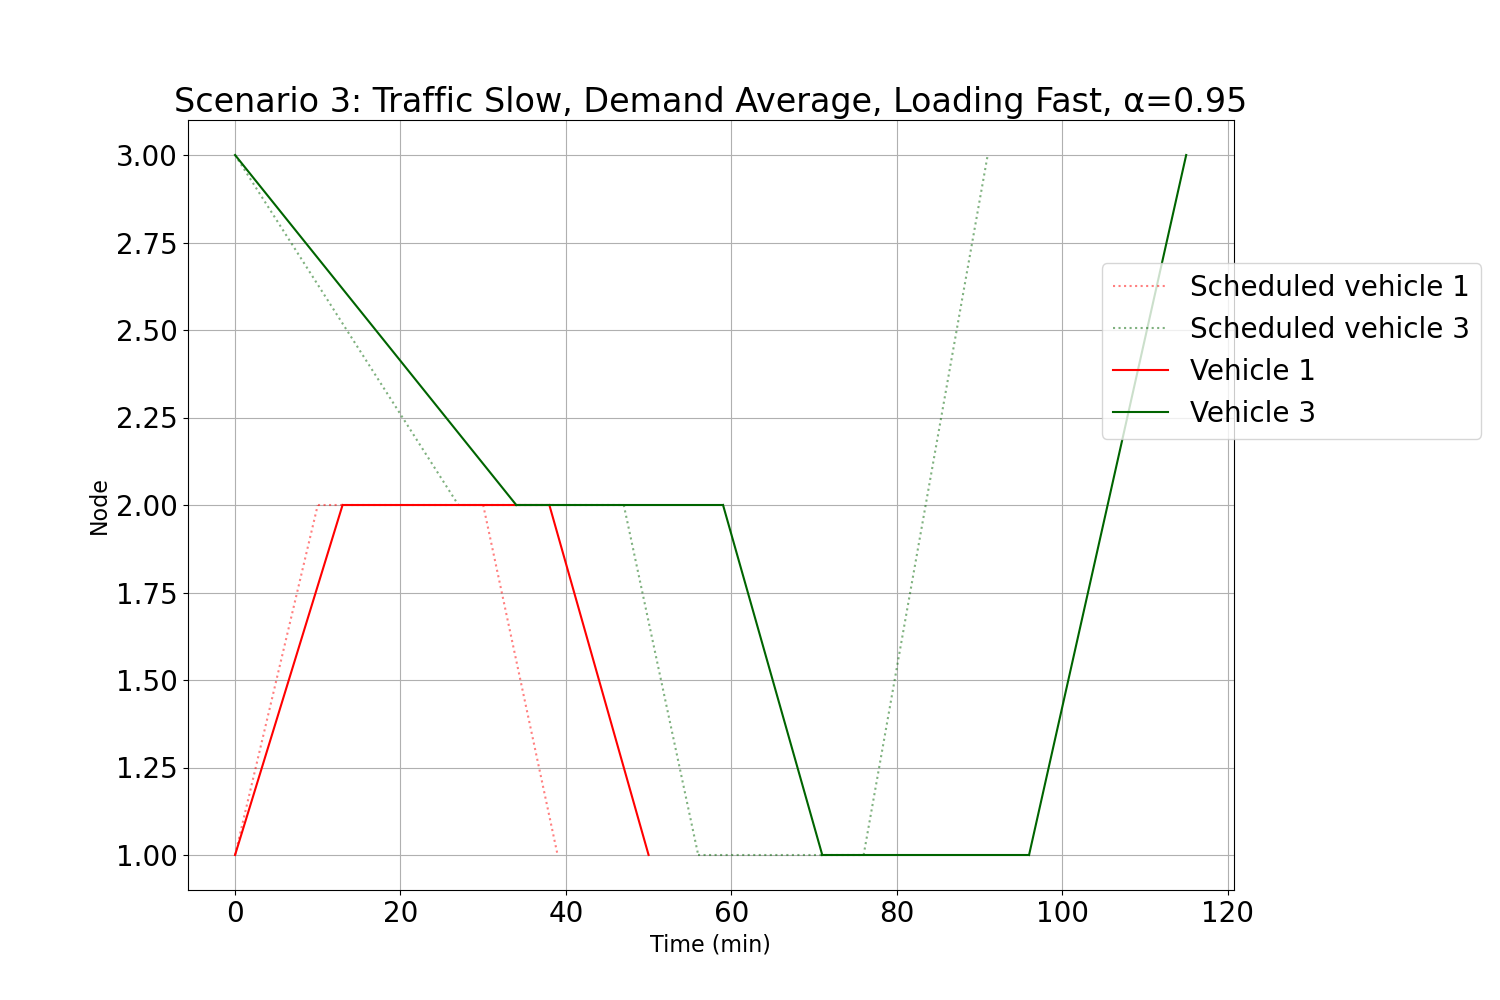 Scenario 3: Traffic Slow, Demand Average, Loading Fast, α=0.95
3.00
2.75
2.50
2.25
2.00
1.75
1.50
1.25
1.00
Node
Scheduled vehicle 1
Scheduled vehicle 3
Vehicle 1
Vehicle 3
0 20 40 60 80 100 120
Time (min)